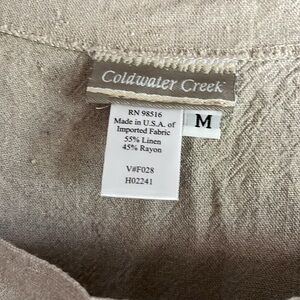 Coldwater Creek
RN 98516
Made in U.S.A. of
Imported Fabric
55% Linen
45% Rayon
V#F028
H02241
M